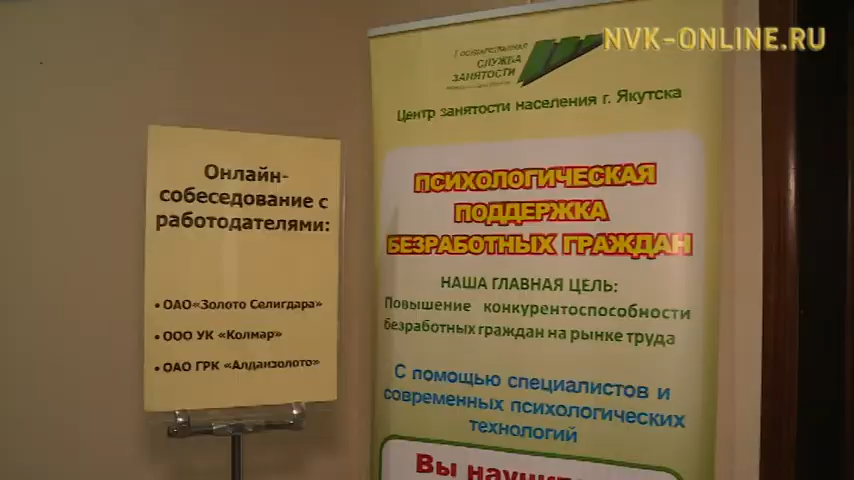 NVK-ONLINE.RU
Онлайн-
собеседование с
работодателями:
• ОАО «Золото Селигдара»
• ООО УК «Колмар»
• ОАО ГРК «Алданзолото»
Государственная
СЛУЖБА
ЗАНЯТОСТИ
Центр занятости населения г. Якутска
ПСИХОЛОГИЧЕСКАЯ
ПОДДЕРЖКА
БЕЗРАБОТНЫХ ГРАЖДАН
НАША ГЛАВНАЯ ЦЕЛЬ:
Повышение конкурентоспособности
безработных граждан на рынке труда
С помощью специалистов и
современных психологических
технологий
Вы